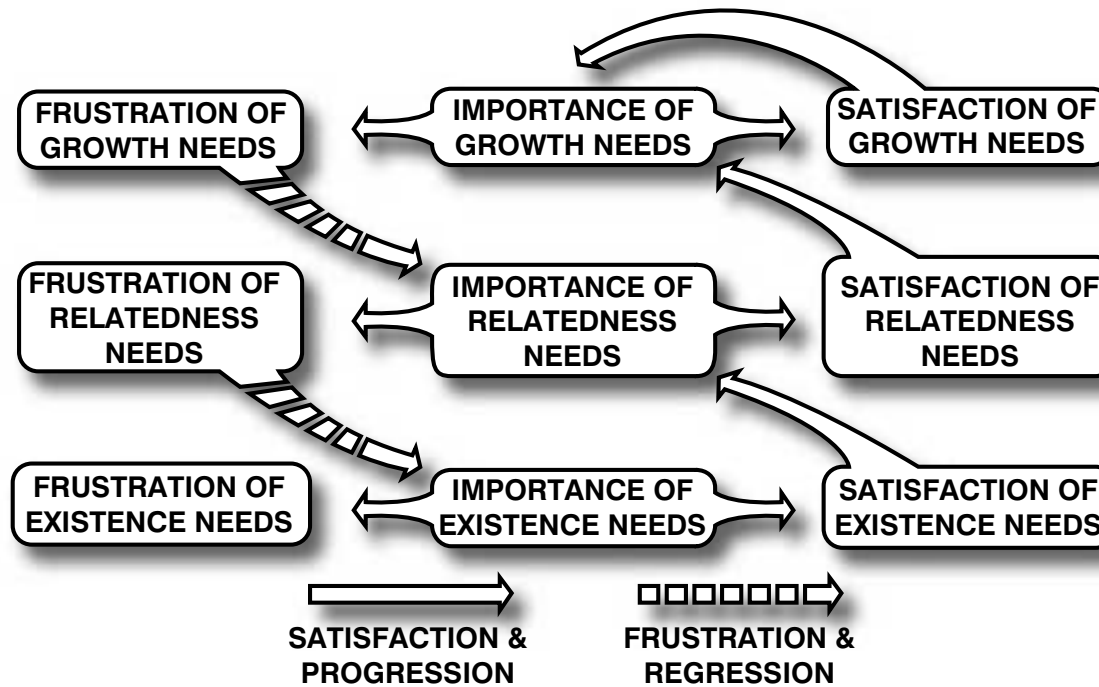 FRUSTRATION OF
GROWTH NEEDS
IMPORTANCE OF
GROWTH NEEDS
SATISFACTION OF
GROWTH NEEDS
FRUSTRATION OF
RELATEDNESS
NEEDS
IMPORTANCE OF
RELATEDNESS
NEEDS
SATISFACTION OF
RELATEDNESS
NEEDS
FRUSTRATION OF
EXISTENCE NEEDS
IMPORTANCE OF
EXISTENCE NEEDS
SATISFACTION OF
EXISTENCE NEEDS
SATISFACTION &
PROGRESSION
FRUSTRATION &
REGRESSION